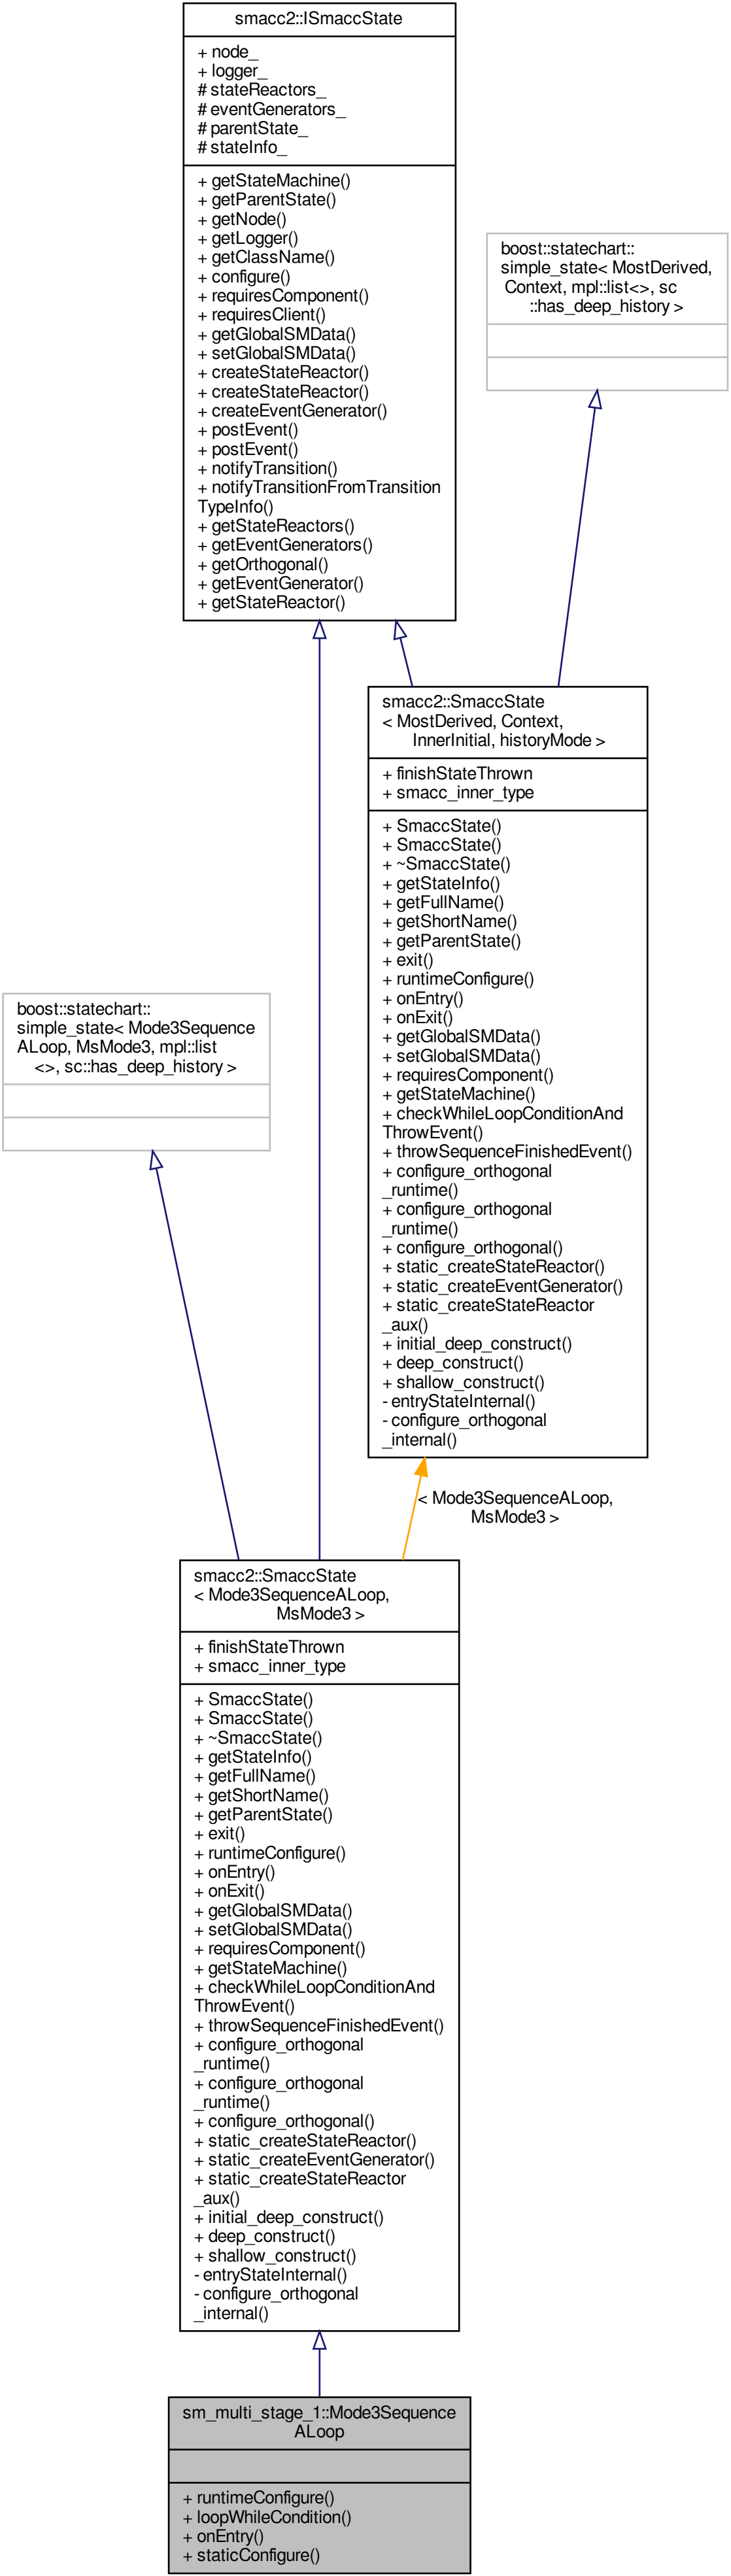 smacc2::ISmaccState
+ node_
+ logger_
# stateReactors_
# eventGenerators_
# parentState_
# stateInfo_
+ getStateMachine()
+ getParentState()
+ getNode()
+ getLogger()
+ getClassName()
+ configure()
+ requiresComponent()
+ requiresClient()
+ getGlobalSMData()
+ setGlobalSMData()
+ createStateReactor()
+ createStateReactor()
+ createEventGenerator()
+ postEvent()
+ postEvent()
+ notifyTransition()
+ notifyTransitionFromTransition
TypeInfo()
+ getStateReactors()
+ getEventGenerators()
+ getOrthogonal()
+ getEventGenerator()
+ getStateReactor()
boost::statechart::
simple_state< MostDerived,
Context, mpl::list<>, sc
::has_deep_history >
smacc2::SmaccState
< MostDerived, Context,
InnerInitial, historyMode >
+ finishStateThrown
+ smacc_inner_type
+ SmaccState()
+ SmaccState()
+ ~SmaccState()
+ getStateInfo()
+ getFullName()
+ getShortName()
+ getParentState()
+ exit()
+ runtimeConfigure()
+ onEntry()
+ onExit()
+ getGlobalSMData()
+ setGlobalSMData()
+ requiresComponent()
+ getStateMachine()
+ checkWhileLoopConditionAnd
ThrowEvent()
+ throwSequenceFinishedEvent()
+ configure_orthogonal
_runtime()
+ configure_orthogonal
_runtime()
+ configure_orthogonal()
+ static_createStateReactor()
+ static_createEventGenerator()
+ static_createStateReactor
_aux()
+ initial_deep_construct()
+ deep_construct()
+ shallow_construct()
- entryStateInternal()
- configure_orthogonal
_internal()
boost::statechart::
simple_state< Mode3Sequence
ALoop, MsMode3, mpl::list
<>, sc::has_deep_history >
< Mode3SequenceALoop,
MsMode3 >
smacc2::SmaccState
< Mode3SequenceALoop,
MsMode3 >
+ finishStateThrown
+ smacc_inner_type
+ SmaccState()
+ SmaccState()
+ ~SmaccState()
+ getStateInfo()
+ getFullName()
+ getShortName()
+ getParentState()
+ exit()
+ runtimeConfigure()
+ onEntry()
+ onExit()
+ getGlobalSMData()
+ setGlobalSMData()
+ requiresComponent()
+ getStateMachine()
+ checkWhileLoopConditionAnd
ThrowEvent()
+ throwSequenceFinishedEvent()
+ configure_orthogonal
_runtime()
+ configure_orthogonal
_runtime()
+ configure_orthogonal()
+ static_createStateReactor()
+ static_createEventGenerator()
+ static_createStateReactor
_aux()
+ initial_deep_construct()
+ deep_construct()
+ shallow_construct()
- entryStateInternal()
- configure_orthogonal
_internal()
sm_multi_stage_1::Mode3Sequence
ALoop
+ runtimeConfigure()
+ loopWhileCondition()
+ onEntry()
+ staticConfigure()